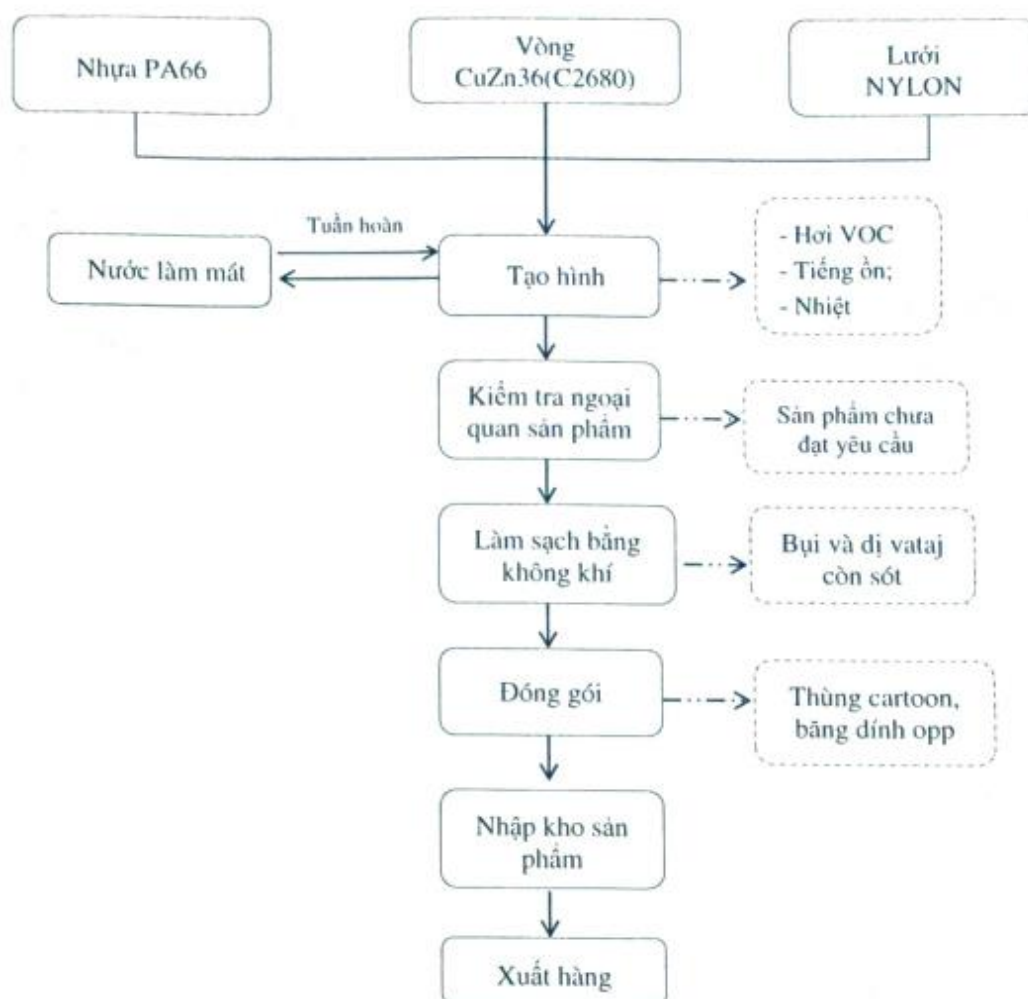 Nhựa PA66
Vòng
CuZn36(C2680)
Lưới
NYLON
Tuần hoàn
Nước làm mát
Tạo hình
- Hơi VOC
- Tiếng ồn;
- Nhiệt
Kiểm tra ngoại
quan sản phẩm
Sản phẩm chưa
đạt yêu cầu
Làm sạch bằng
không khí
Bụi và dị vataj
còn sót
Đóng gói
Thùng cartoon,
băng dính opp
Nhập kho sản
phẩm
Xuất hàng